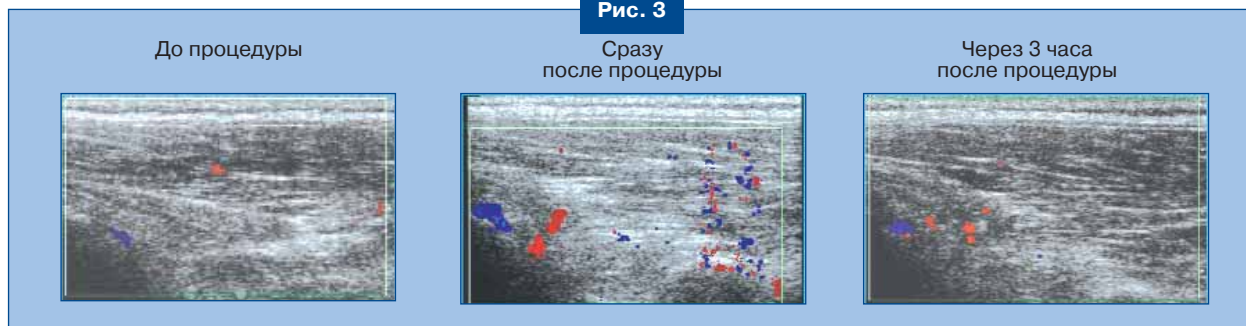 Рис. 3
До процедуры
Сразу
после процедуры
Через 3 часа
после процедуры